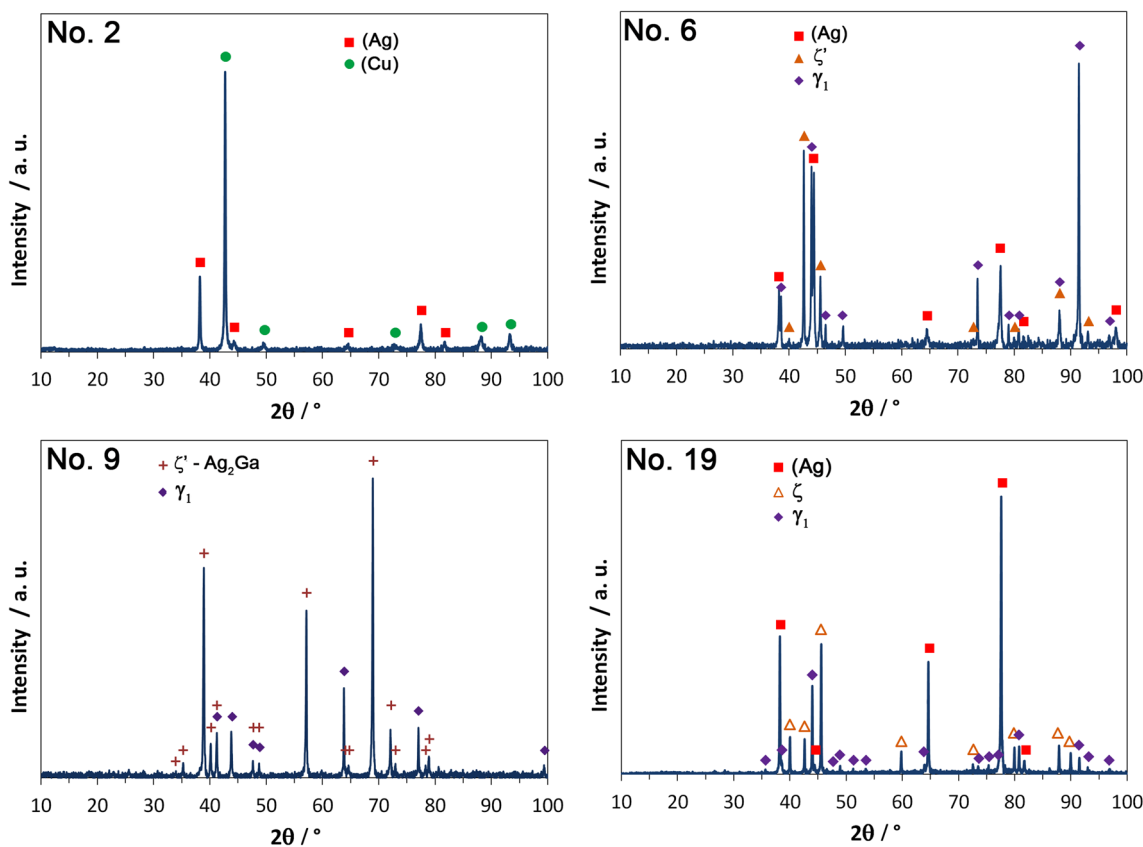 No. 2
(Ag)
(Cu)
Intensity / a. u.
10 20 30 40 50 60 70 80 90 100
2θ / °
No. 6
(Ag)
ζ'
γ₁
Intensity / a. u.
10 20 30 40 50 60 70 80 90 100
2θ / °
No. 9
ζ' - Ag₂Ga
γ₁
Intensity / a. u.
10 20 30 40 50 60 70 80 90 100
2θ / °
No. 19
(Ag)
ζ
γ₁
Intensity / a. u.
10 20 30 40 50 60 70 80 90 100
2θ / °